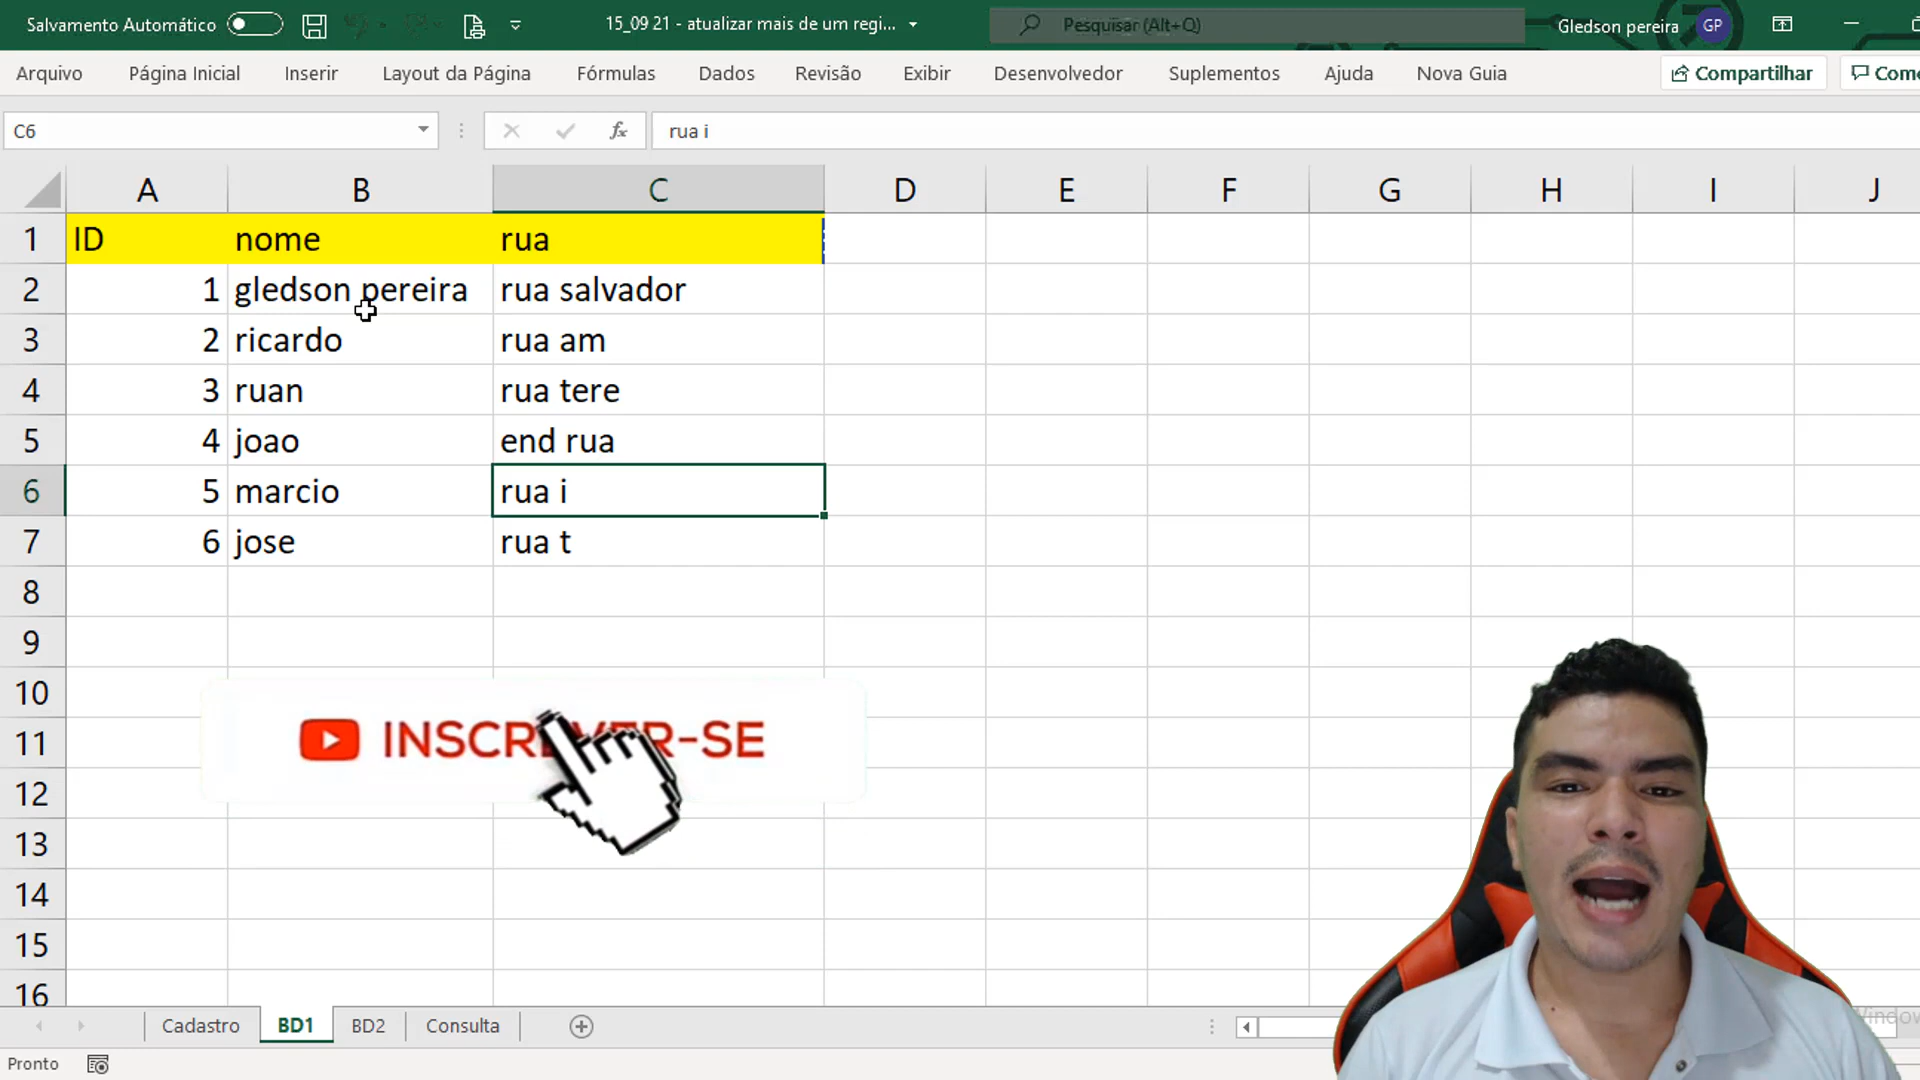 Salvamento Automático 15_09 21 - atualizar mais de um regi... Pesquisar (Alt+Q) Gledson pereira GP
Arquivo Página Inicial Inserir Layout da Página Fórmulas Dados Revisão Exibir Desenvolvedor Suplementos Ajuda Nova Guia Compartilhar Come
C6 fx rua i
A B C D E F G H I J
1 ID nome rua
2 1 gledson pereira rua salvador
3 2 ricardo rua am
4 3 ruan rua tere
5 4 joao end rua
6 5 marcio rua i
7 6 jose rua t
8
9
10
11 INSCREVER-SE
12
13
14
15
16
Cadastro BD1 BD2 Consulta
Pronto